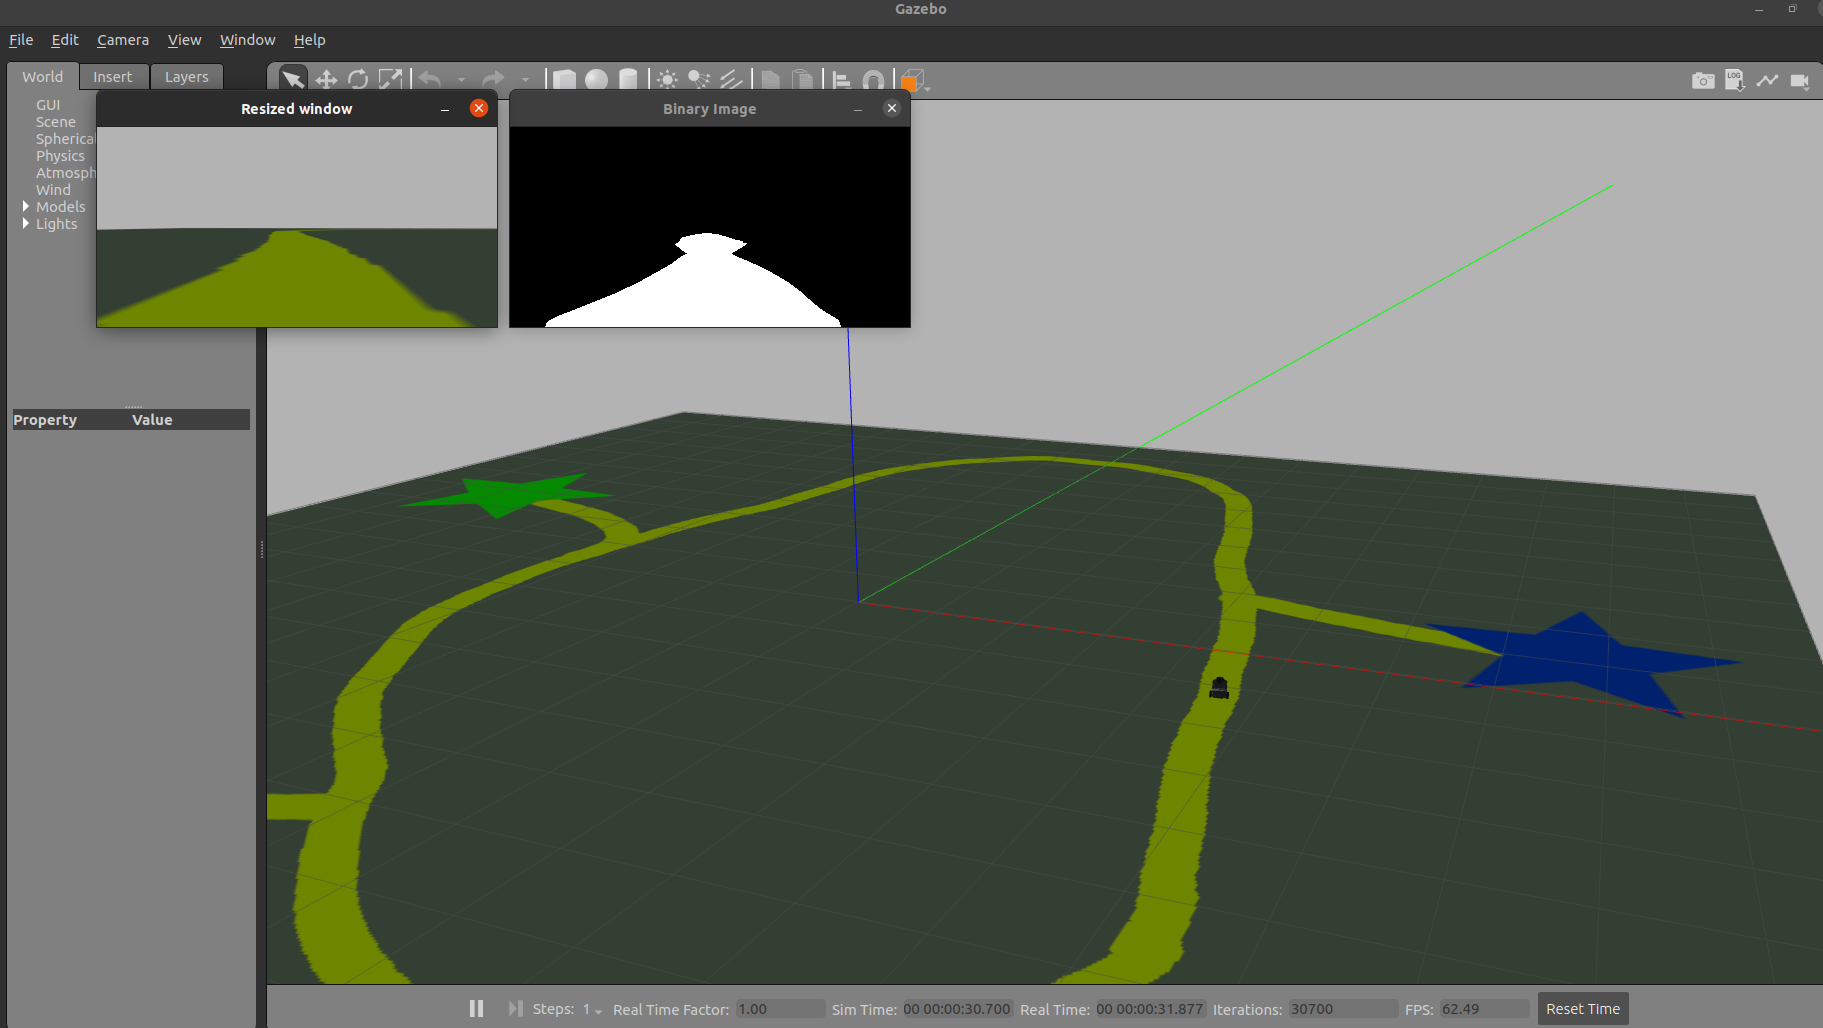 Gazebo
File Edit Camera View Window Help
World Insert Layers
LOG
GUI
Scene
Spherical
Physics
Atmosph
Wind
Models
Lights
Resized window
Binary Image
Property Value
Steps: 1 Real Time Factor: 1.00 Sim Time: 00 00:00:30.700 Real Time: 00 00:00:31.877 Iterations: 30700 FPS: 62.49 Reset Time